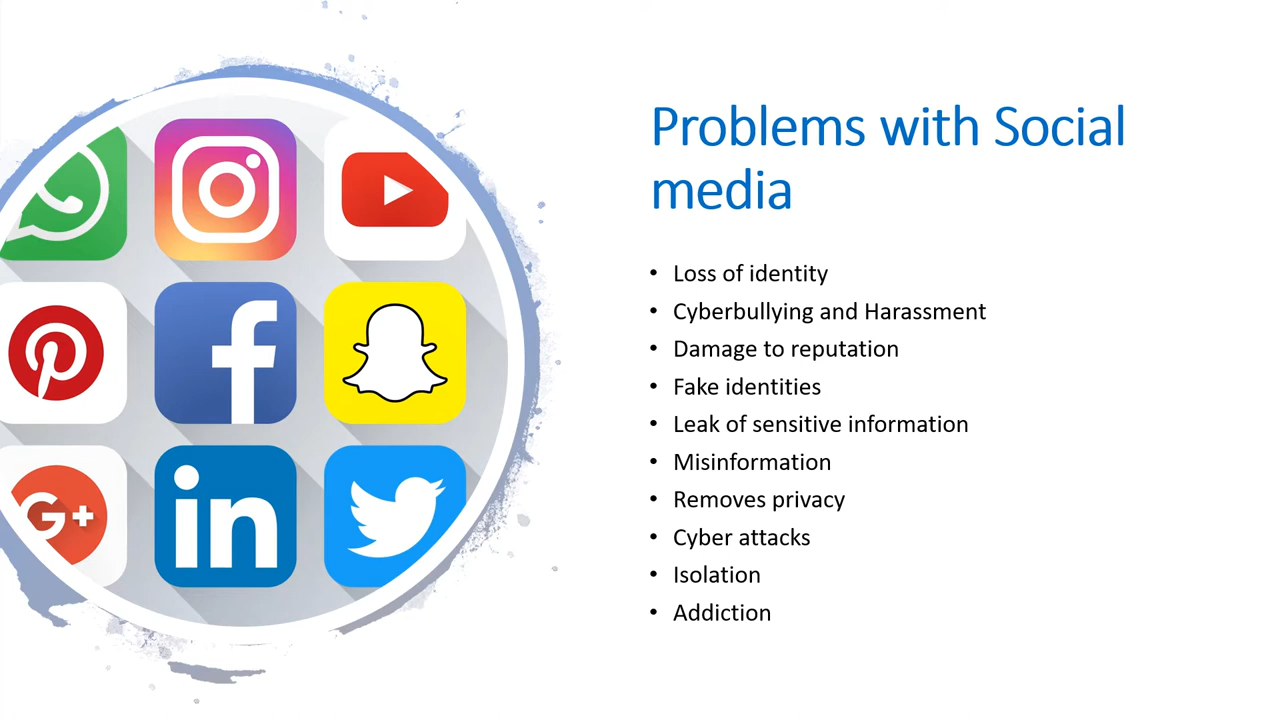 Problems with Social
media
• Loss of identity
• Cyberbullying and Harassment
• Damage to reputation
• Fake identities
• Leak of sensitive information
• Misinformation
• Removes privacy
• Cyber attacks
• Isolation
• Addiction
G+
in